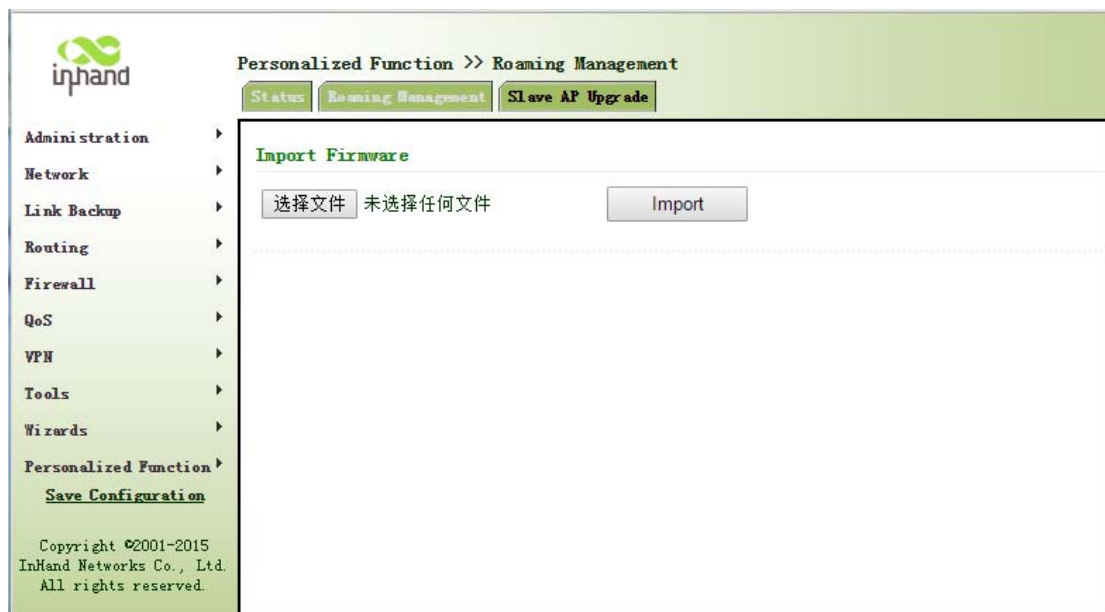 inhand
Personalized Function >> Roaming Management
Status Roaming Management Slave AP Upgrade
Administration
Network
Link Backup
Routing
Firewall
QoS
VPN
Tools
Wizards
Personalized Function
Save Configuration
Copyright ©2001-2015
InHand Networks Co., Ltd.
All rights reserved.
Import Firmware
选择文件 未选择任何文件 Import